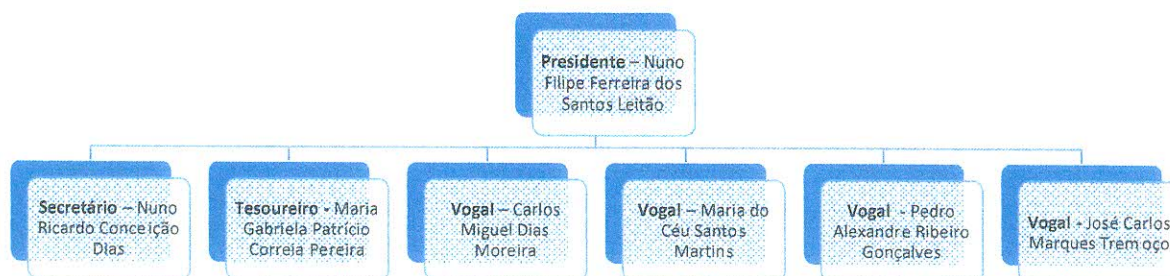 Presidente – Nuno
Filipe Ferreira dos
Santos Leitão
Secretário – Nuno
Ricardo Conceição
Dias
Tesoureiro - Maria
Gabriela Patrício
Correia Pereira
Vogal – Carlos
Miguel Dias
Moreira
Vogal – Maria do
Céu Santos
Martins
Vogal - Pedro
Alexandre Ribeiro
Gonçalves
Vogal - José Carlos
Marques Tremoço